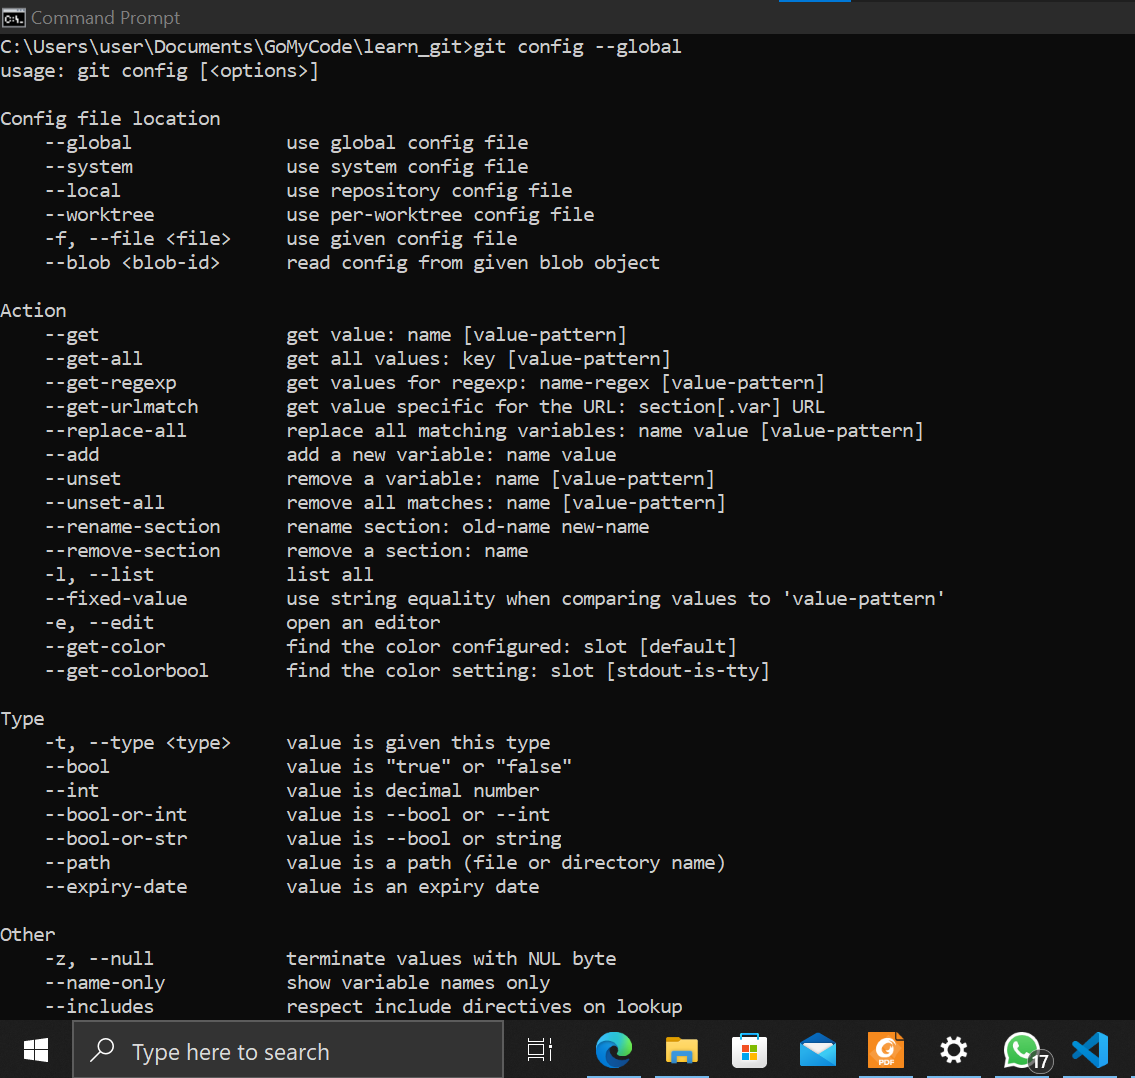 Command Prompt
C:\Users\user\Documents\GoMyCode\learn_git>git config --global
usage: git config [<options>]

Config file location
    --global              use global config file
    --system              use system config file
    --local               use repository config file
    --worktree            use per-worktree config file
    -f, --file <file>     use given config file
    --blob <blob-id>      read config from given blob object

Action
    --get                 get value: name [value-pattern]
    --get-all             get all values: key [value-pattern]
    --get-regexp          get values for regexp: name-regex [value-pattern]
    --get-urlmatch        get value specific for the URL: section[.var] URL
    --replace-all         replace all matching variables: name value [value-pattern]
    --add                 add a new variable: name value
    --unset               remove a variable: name [value-pattern]
    --unset-all           remove all matches: name [value-pattern]
    --rename-section      rename section: old-name new-name
    --remove-section      remove a section: name
    -l, --list            list all
    --fixed-value         use string equality when comparing values to 'value-pattern'
    -e, --edit            open an editor
    --get-color           find the color configured: slot [default]
    --get-colorbool       find the color setting: slot [stdout-is-tty]

Type
    -t, --type <type>     value is given this type
    --bool                value is "true" or "false"
    --int                 value is decimal number
    --bool-or-int         value is --bool or --int
    --bool-or-str         value is --bool or string
    --path                value is a path (file or directory name)
    --expiry-date         value is an expiry date

Other
    -z, --null            terminate values with NUL byte
    --name-only           show variable names only
    --includes            respect include directives on lookup
Type here to search
PDF
17